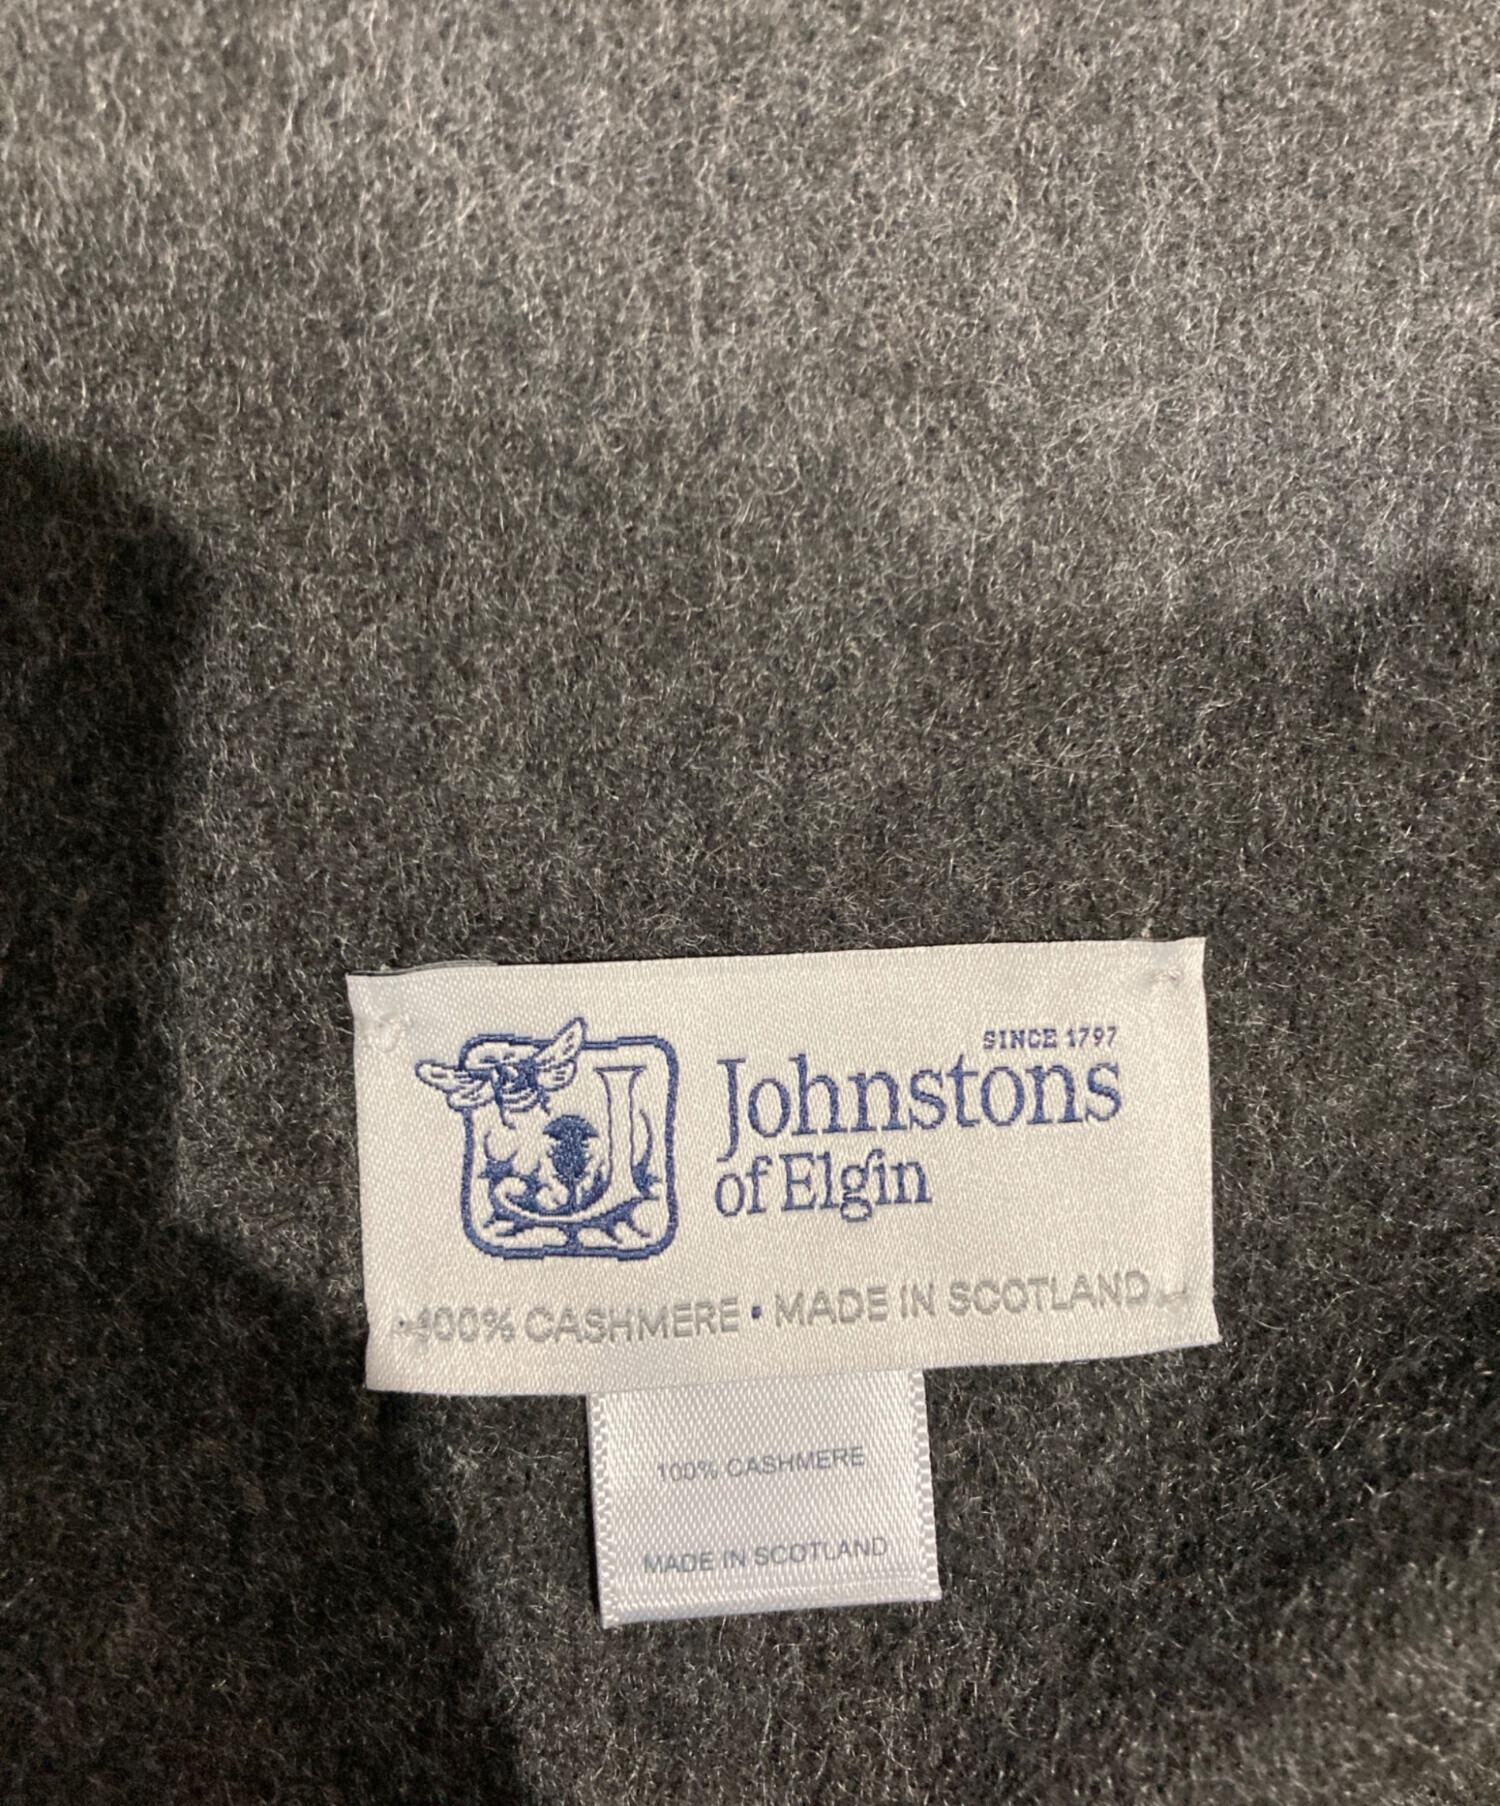 SINCE 1797
Johnstons
of Elgin
100% CASHMERE • MADE IN SCOTLAND
100% CASHMERE
MADE IN SCOTLAND